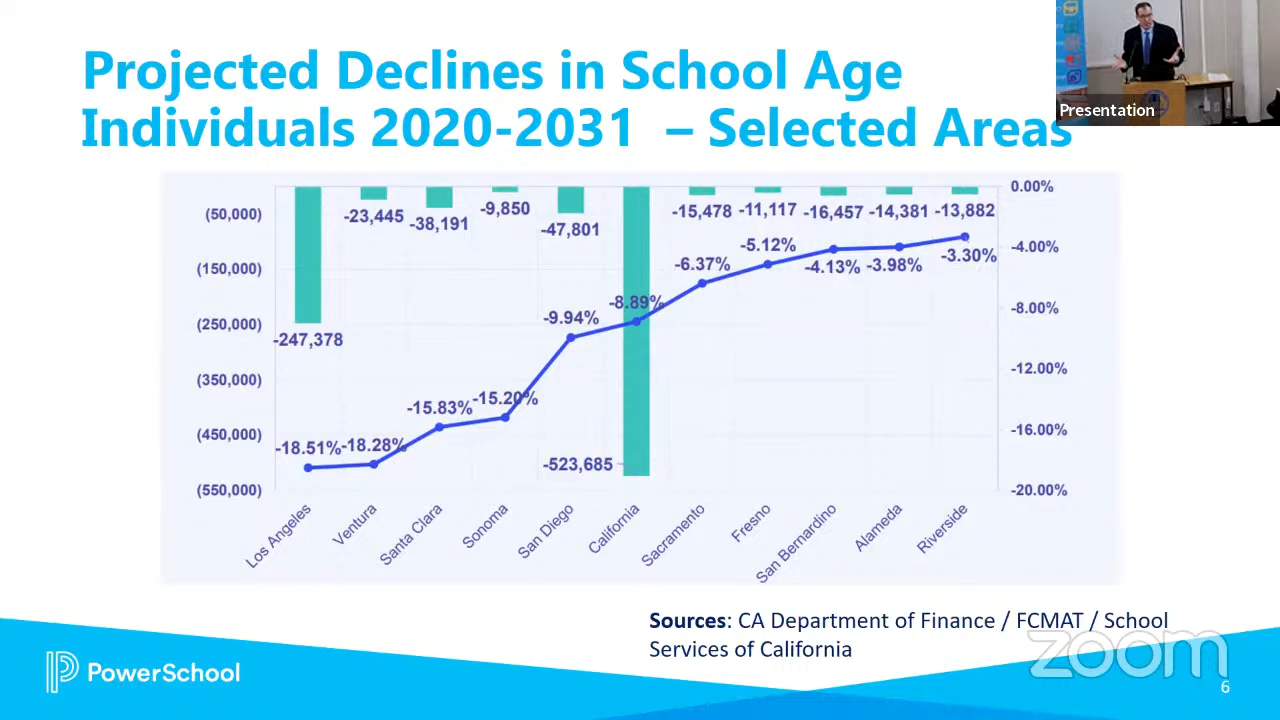 Projected Declines in School Age
Individuals 2020-2031 – Selected Areas
Presentation
0.00%
(50,000)
-23,445
-38,191
-9,850
-47,801
-15,478
-11,117
-16,457
-14,381
-13,882
-4.00%
(150,000)
-6.37%
-5.12%
-4.13%
-3.98%
-3.30%
(250,000)
-247,378
-9.94%
-8.89%
-8.00%
(350,000)
-12.00%
-15.83%
-15.20%
(450,000)
-18.51%
-18.28%
-523,685
-16.00%
(550,000)
-20.00%
Los Angeles
Ventura
Santa Clara
Sonoma
San Diego
California
Sacramento
Fresno
San Bernardino
Alameda
Riverside
Sources: CA Department of Finance / FCMAT / School
Services of California
PowerSchool
zoom
6